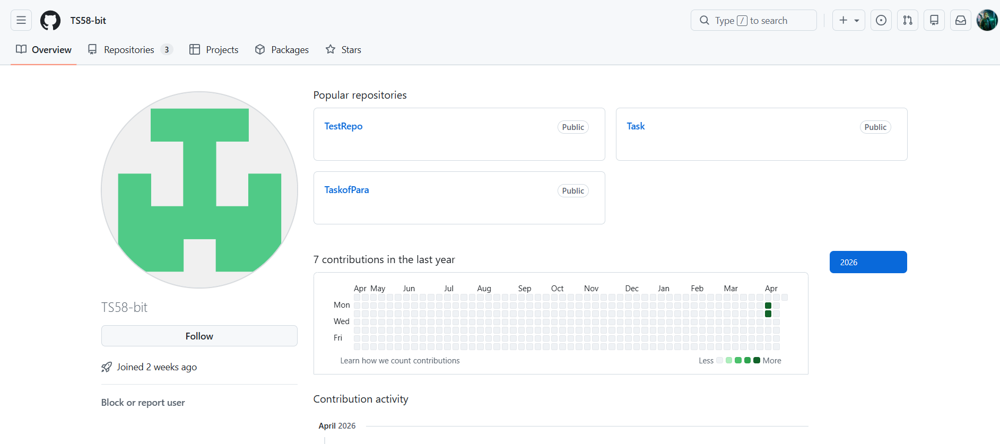 TS58-bit
Type / to search
Overview
Repositories 3
Projects
Packages
Stars
TS58-bit
Follow
Joined 2 weeks ago
Block or report user
Popular repositories
TestRepo Public
Task Public
TaskofPara Public
7 contributions in the last year
2026
Apr May Jun Jul Aug Sep Oct Nov Dec Jan Feb Mar Apr
Mon
Wed
Fri
Learn how we count contributions
Less More
Contribution activity
April 2026